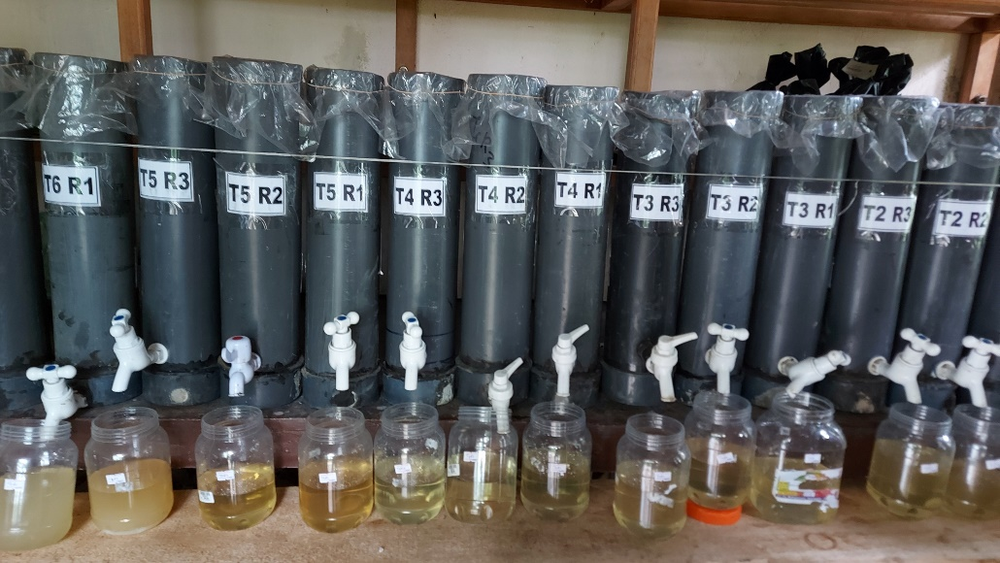 T6 R1
T5 R3
T5 R2
T5 R1
T4 R3
T4 R2
T4 R1
T3 R3
T3 R2
T3 R1
T2 R3
T2 R2